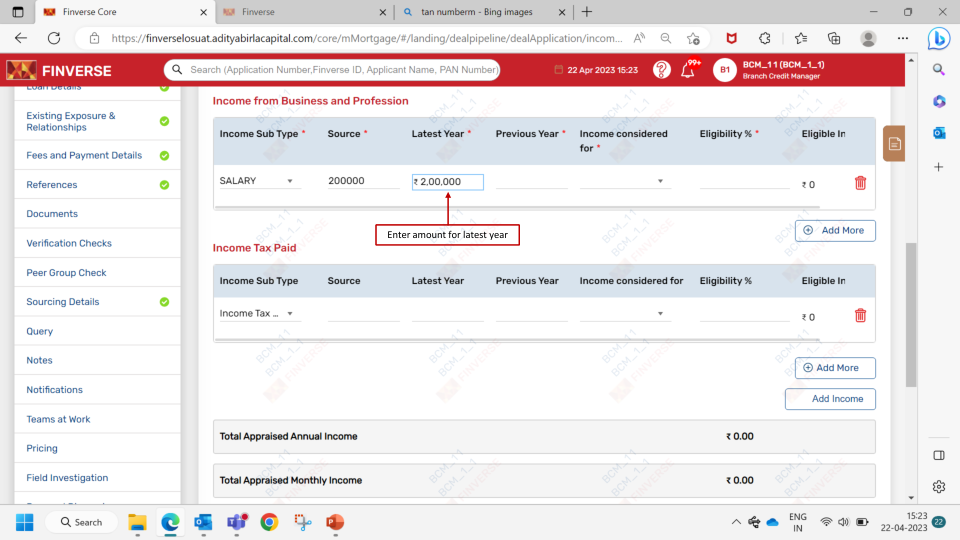 Finverse Core
Finverse
tan numberm - Bing images
https://finverselosuat.adityabirlacapital.com/core/mMortgage/#/landing/dealpipeline/dealApplication/incom...
FINVERSE
Search (Application Number,Finverse ID, Applicant Name, PAN Number)
22 Apr 2023 15:23
99+
B1
BCM_11 (BCM_1_1)
Branch Credit Manager
Loan Details
Existing Exposure &
Relationships
Fees and Payment Details
References
Documents
Verification Checks
Peer Group Check
Sourcing Details
Query
Notes
Notifications
Teams at Work
Pricing
Field Investigation
Income from Business and Profession
Income Sub Type * Source * Latest Year * Previous Year * Income considered for * Eligibility % * Eligible In
SALARY 200000 ₹ 2,00,000 ₹ 0
Enter amount for latest year
Add More
Income Tax Paid
Income Sub Type Source Latest Year Previous Year Income considered for Eligibility % Eligible In
Income Tax ... ₹ 0
Add More
Add Income
Total Appraised Annual Income ₹ 0.00
Total Appraised Monthly Income ₹ 0.00
BCM_11
BCM_1_1
FINVERSE
Search
ENG
IN
15:23
22-04-2023
22